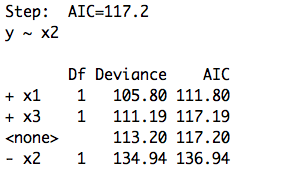 Step:  AIC=117.2
y ~ x2
       Df Deviance    AIC
+ x1    1   105.80 111.80
+ x3    1   111.19 117.19
<none>      113.20 117.20
- x2    1   134.94 136.94